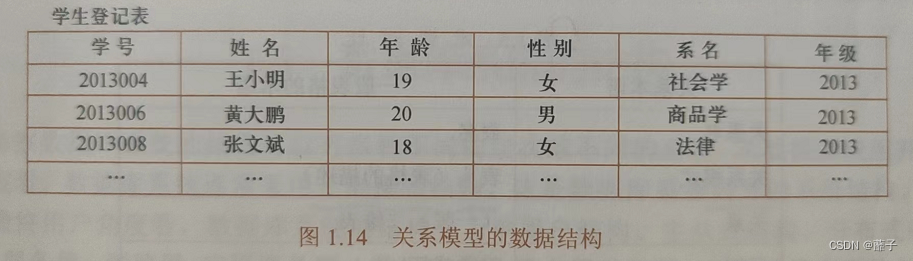 学生登记表
学号 姓名 年龄 性别 系名 年级
2013004 王小明 19 女 社会学 2013
2013006 黄大鹏 20 男 商品学 2013
2013008 张文斌 18 女 法律 2013
… … … … … …
图 1.14 关系模型的数据结构
CSDN @蘼子